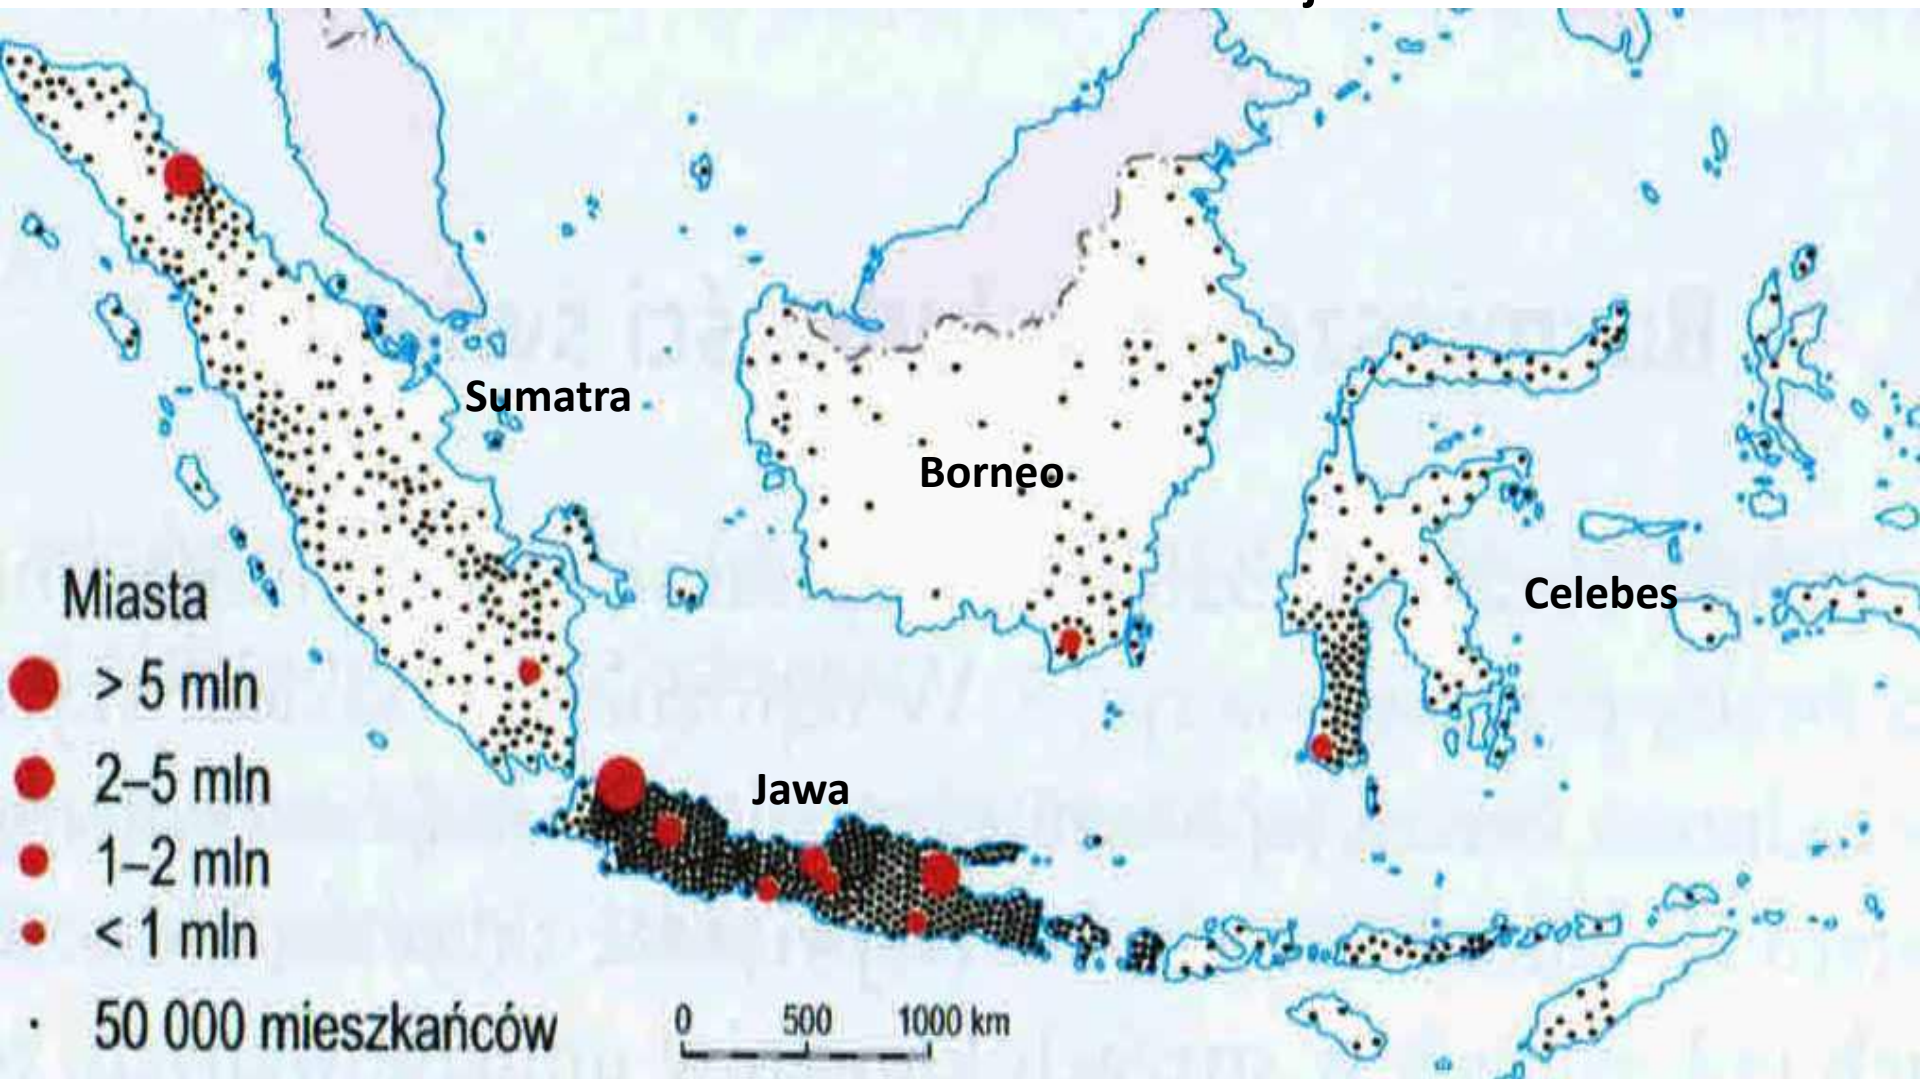 Sumatra
Borneo
Celebes
Jawa
Miasta
> 5 mln
2–5 mln
1–2 mln
< 1 mln
50 000 mieszkańców
0 500 1000 km